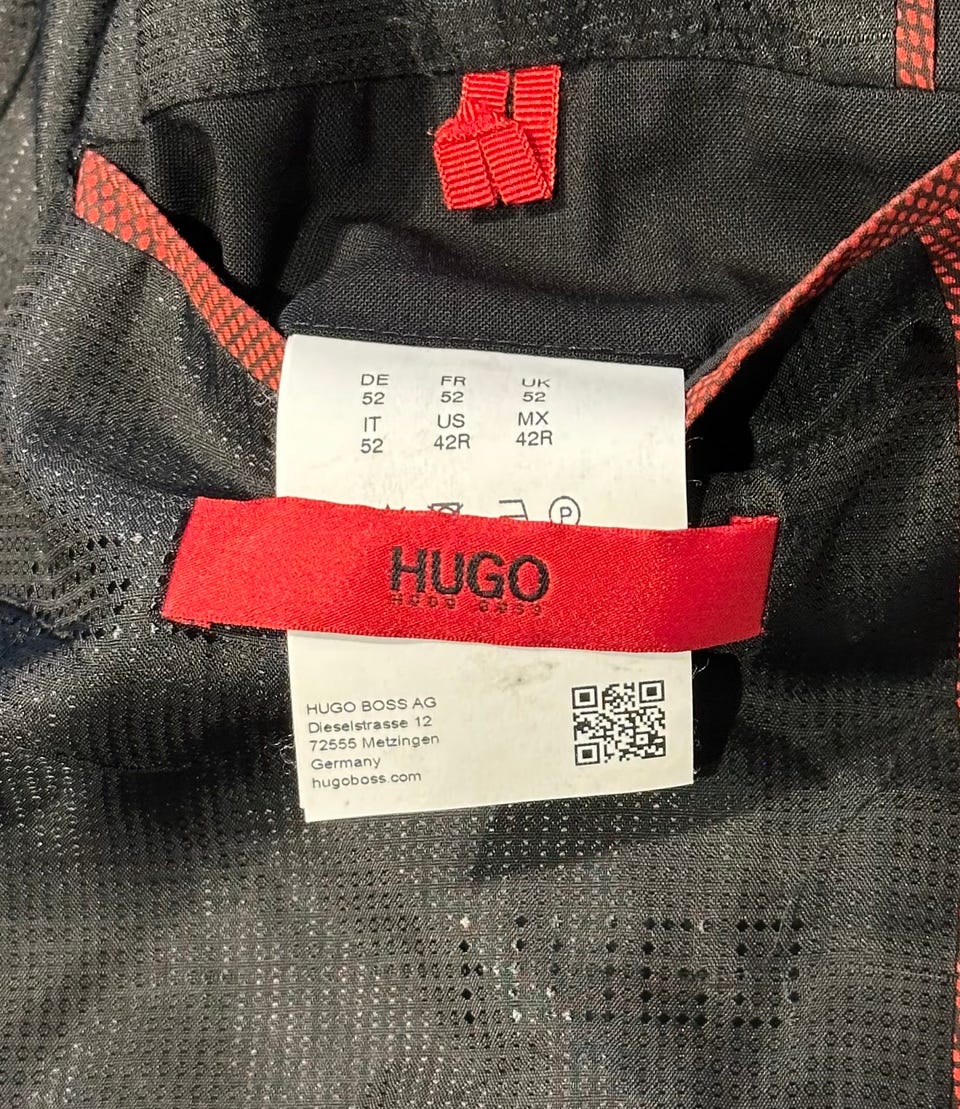 DE FR UK
52 52 52
IT US MX
52 42R 42R
P
HUGO
HUGO BOSS
HUGO BOSS AG
Dieselstrasse 12
72555 Metzingen
Germany
hugoboss.com